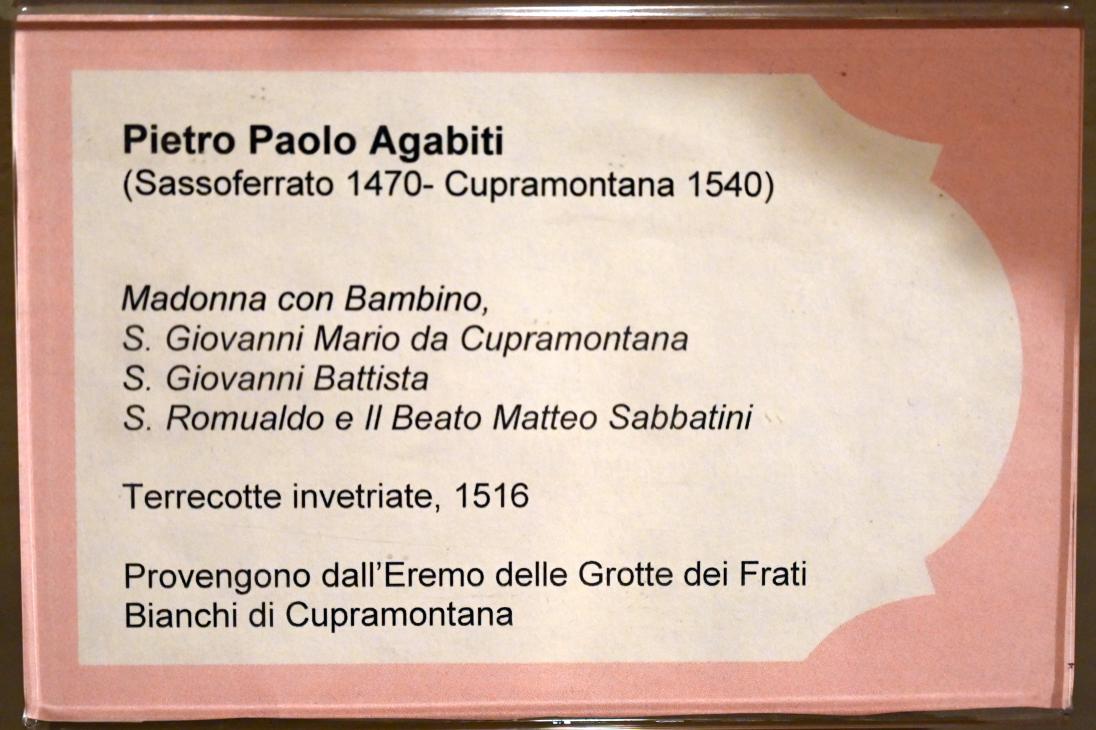 Pietro Paolo Agabiti
(Sassoferrato 1470- Cupramontana 1540)
Madonna con Bambino,
S. Giovanni Mario da Cupramontana
S. Giovanni Battista
S. Romualdo e Il Beato Matteo Sabbatini
Terrecotte invetriate, 1516
Provengono dall'Eremo delle Grotte dei Frati
Bianchi di Cupramontana